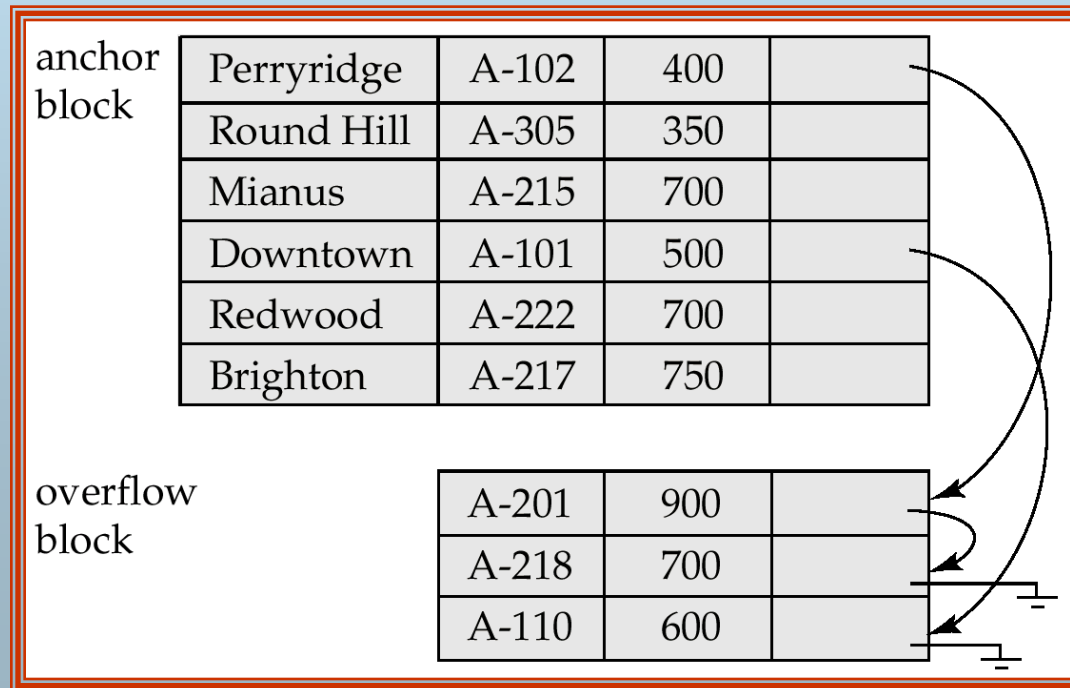 anchor
block
Perryridge A-102 400
Round Hill A-305 350
Mianus A-215 700
Downtown A-101 500
Redwood A-222 700
Brighton A-217 750
overflow
block
A-201 900
A-218 700
A-110 600